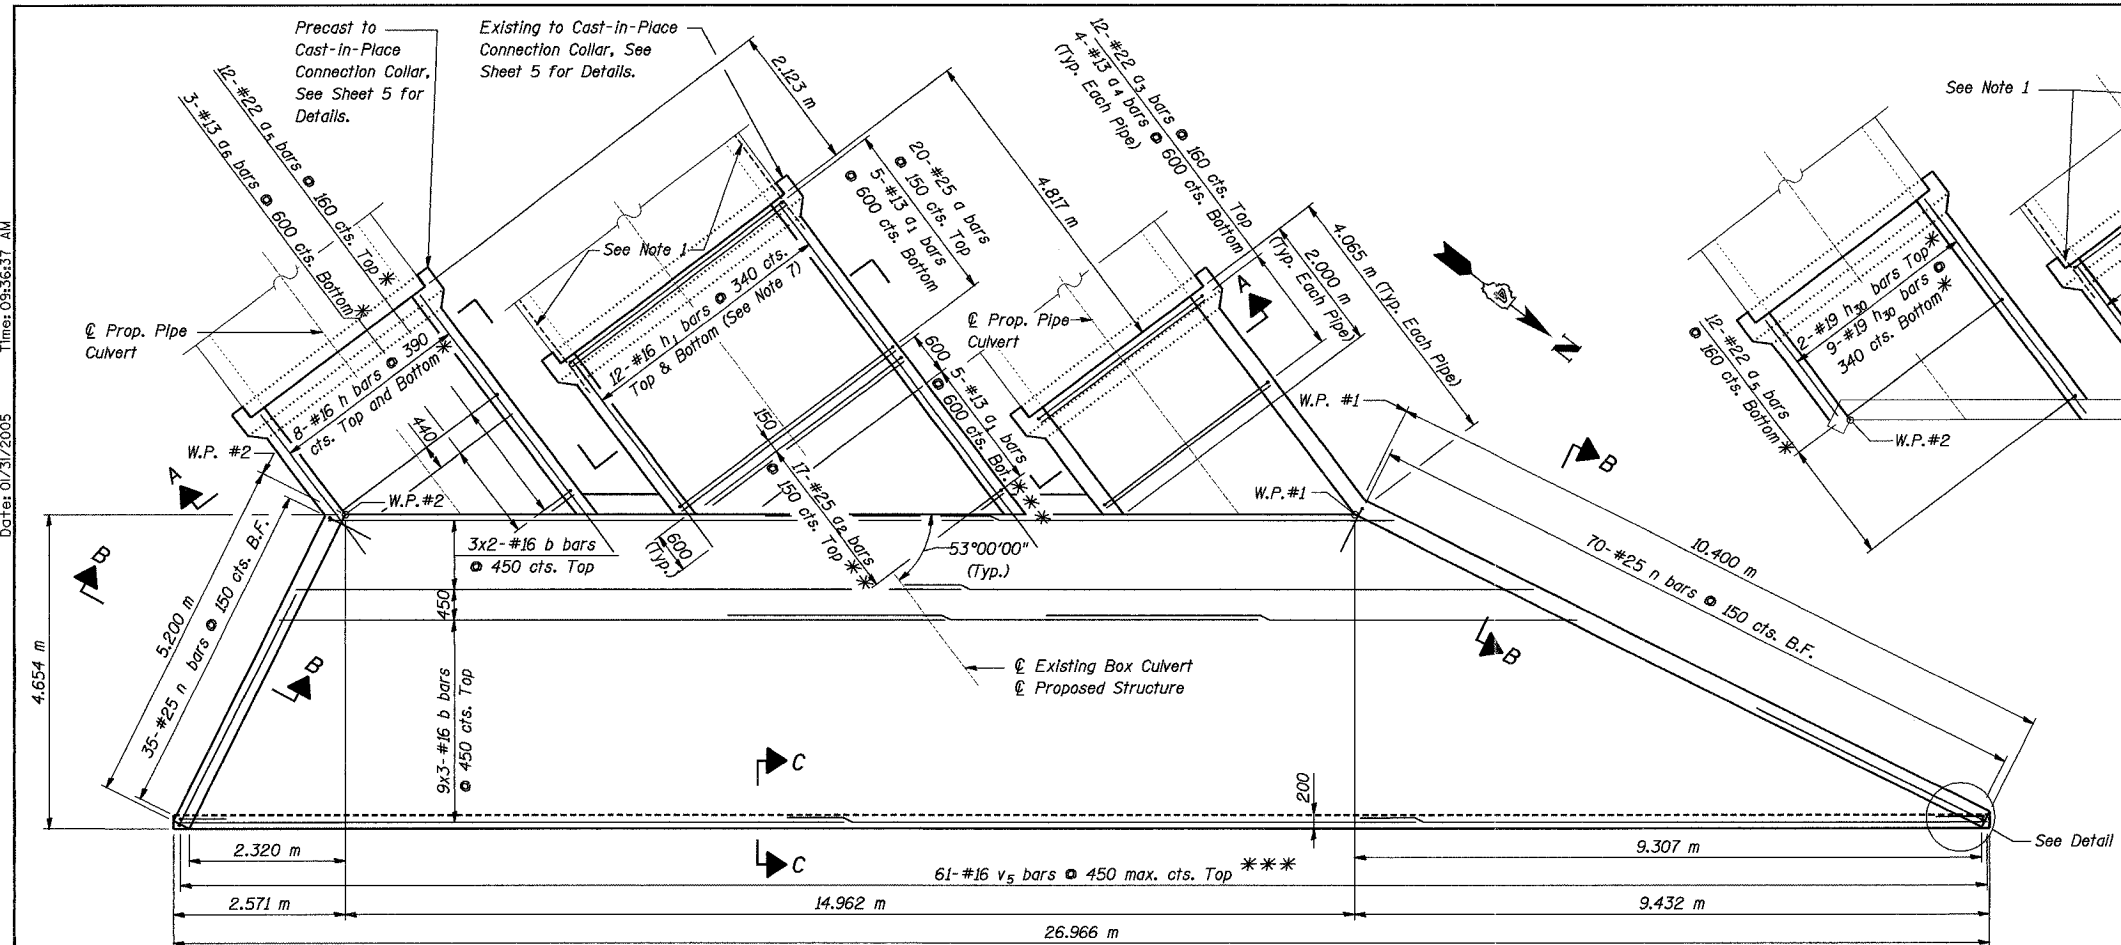 Precast to
Cast-in-Place
Connection Collar,
See Sheet 5 for
Details.
Existing to Cast-in-Place
Connection Collar, See
Sheet 5 for Details.
2.123 m
12-#22 a3 bars @ 160 cts. Top
4-#13 a4 bars @ 600 cts. Bottom
(Typ. Each Pipe)
See Note 1
12-#22 a5 bars @ 160 cts. Top *
3-#13 a6 bars @ 600 cts. Bottom *
20-#25 a bars
@ 150 cts. Top
5-#13 a1 bars
@ 600 cts. Bottom
4.817 m
4.065 m (Typ. Each Pipe)
2.000 m
(Typ. Each Pipe)
See Note 1
12-#16 h1 bars @ 340 cts.
Top & Bottom (See Note 7)
℄ Prop. Pipe
Culvert
℄ Prop. Pipe
Culvert
A
N
2-#19 h30 bars Top *
9-#19 h30 bars @
340 cts. Bottom *
12-#22 a5 bars
@ 160 cts. Bottom *
8-#16 h bars @ 390
cts. Top and Bottom *
440
600
5-#13 a1 bars
@ 600 cts. Bot. ***
150
17-#25 a2 bars
@ 150 cts. Top ***
W.P. #1
W.P.#2
W.P. #2
A
W.P.#2
W.P.#1
B
B
B
B
600
(Typ.)
53°00'00"
(Typ.)
3x2-#16 b bars
@ 450 cts. Top
450
10.400 m
70-#25 n bars @ 150 cts. B.F.
5.200 m
35-#25 n bars @ 150 cts. B.F.
4.654 m
9x3-#16 b bars
@ 450 cts. Top
℄ Existing Box Culvert
℄ Proposed Structure
C
C
200
See Detail
2.320 m
9.307 m
61-#16 v5 bars @ 450 max. cts. Top ***
2.571 m
14.962 m
9.432 m
26.966 m
Date: 01/31/2005 Time: 09:36:37 AM